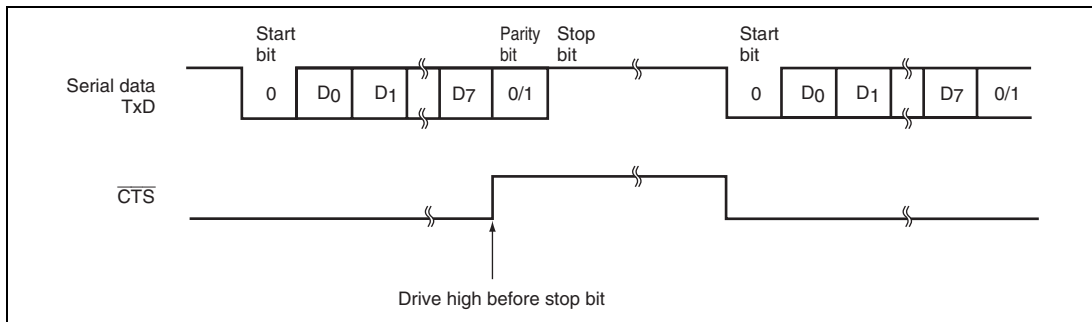 Start bit
Parity bit
Stop bit
Start bit
Serial data TxD
0 D0 D1 D7 0/1 0 D0 D1 D7 0/1
CTS
Drive high before stop bit